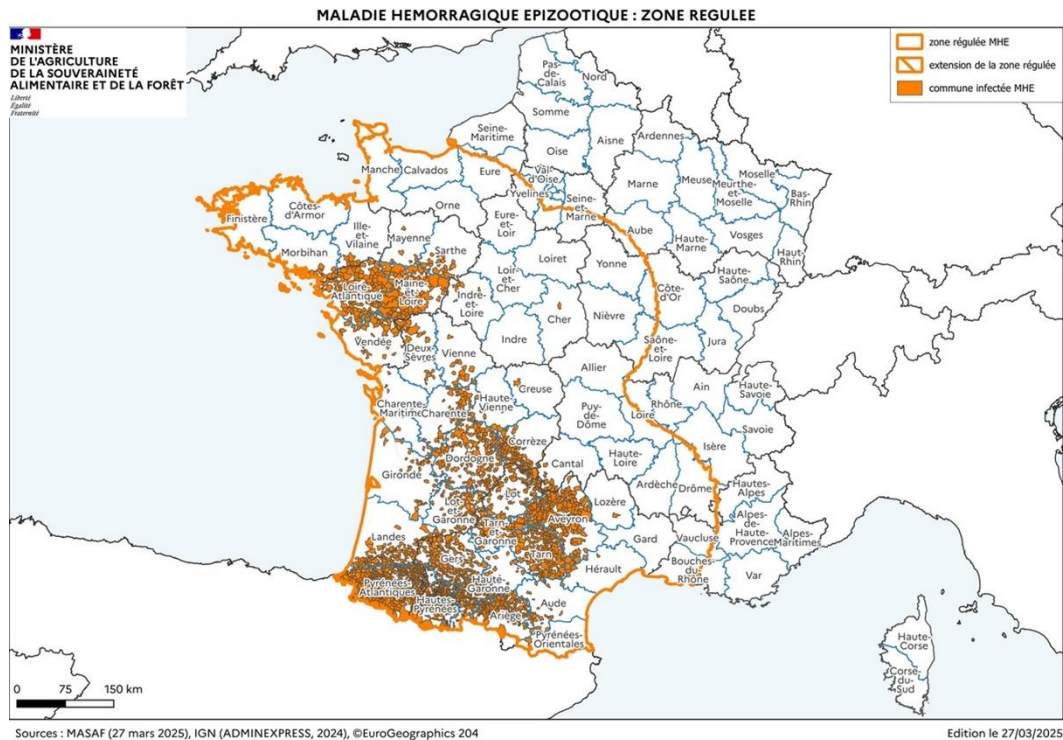 MALADIE HEMORRAGIQUE EPIZOOTIQUE : ZONE REGULEE
MINISTÈRE
DE L'AGRICULTURE
DE LA SOUVERAINETÉ
ALIMENTAIRE ET DE LA FORÊT
Liberté
Égalité
Fraternité
zone régulée MHE
extension de la zone régulée
commune infectée MHE
Pas-
de-
Calais
Nord
Somme
Seine-
Maritime
Oise
Aisne
Ardennes
Manche
Calvados
Eure
Val
d'Oise
Yvelines
Seine-
et-
Marne
Marne
Meuse
Meurthe-
et-
Moselle
Moselle
Bas-
Rhin
Finistère
Côtes-
d'Armor
Ille-
et-
Vilaine
Mayenne
Orne
Eure-
et-
Loir
Aube
Haute-
Marne
Vosges
Haut-
Rhin
Morbihan
Sarthe
Loiret
Yonne
Haute-
Saône
Loire-
Atlantique
Maine-
et-
Loire
Loir-
et-
Cher
Indre-
et-
Loire
Cher
Nièvre
Côte-
d'Or
Doubs
Vendée
Deux-
Sèvres
Vienne
Indre
Allier
Saône-
et-
Loire
Jura
Charente-
Maritime
Charente
Haute-
Vienne
Creuse
Puy-
de-
Dôme
Loire
Rhône
Ain
Haute-
Savoie
Corrèze
Isère
Savoie
Dordogne
Gironde
Cantal
Haute-
Loire
Ardèche
Drôme
Hautes-
Alpes
Lot-
et-
Garonne
Lot
Aveyron
Lozère
Alpes-
de-
Haute-
Provence
Alpes-
Maritimes
Landes
Tarn-
et-
Garonne
Tarn
Gard
Vaucluse
Gers
Hérault
Bouches-
du-
Rhône
Var
Pyrénées-
Atlantiques
Hautes-
Pyrénées
Haute-
Garonne
Ariège
Aude
Pyrénées-
Orientales
Haute-
Corse
Corse-
du-
Sud
0 75 150 km
Sources : MASAF (27 mars 2025), IGN (ADMINEXPRESS, 2024), ©EuroGeographics 204
Edition le 27/03/2025